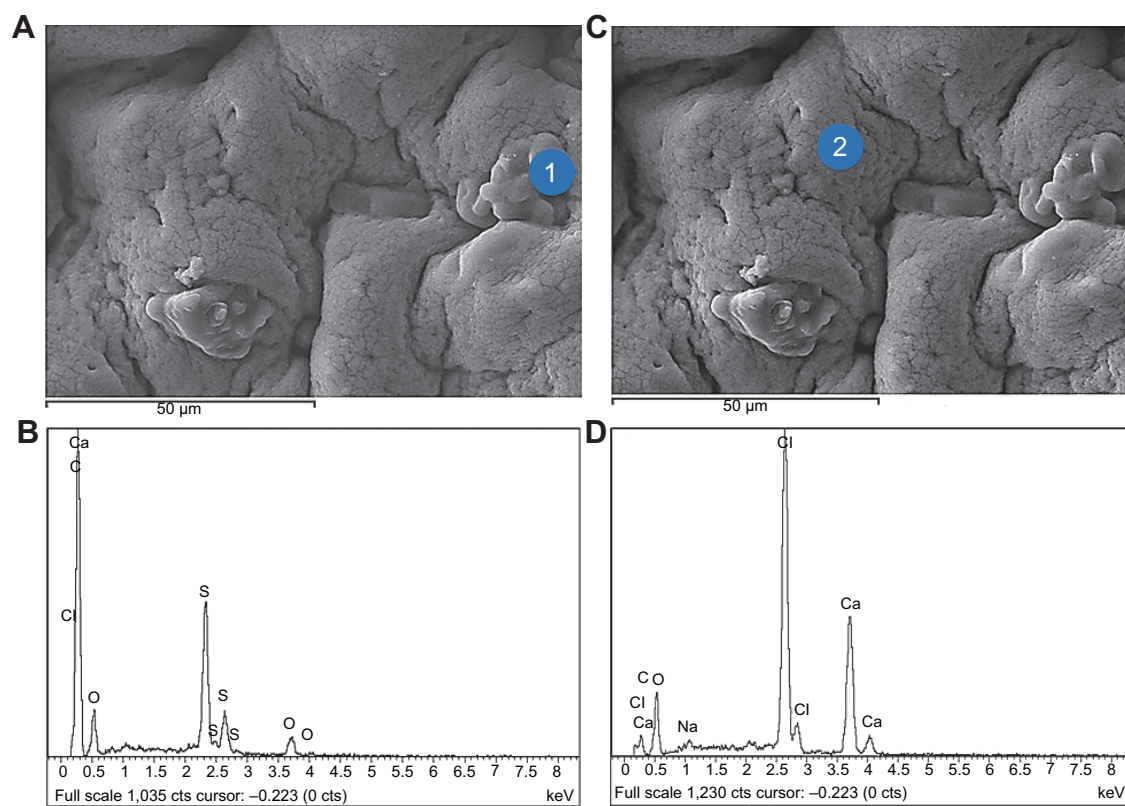 A
1
50 µm
C
2
50 µm
B
Ca
C
Cl
O
S
S
S
S
O
O
0 0.5 1 1.5 2 2.5 3 3.5 4 4.5 5 5.5 6 6.5 7 7.5 8
Full scale 1,035 cts cursor: –0.223 (0 cts) keV
D
Cl
Ca
C O
Cl
Ca
Na
Cl
Ca
0 0.5 1 1.5 2 2.5 3 3.5 4 4.5 5 5.5 6 6.5 7 7.5 8
Full scale 1,230 cts cursor: –0.223 (0 cts) keV